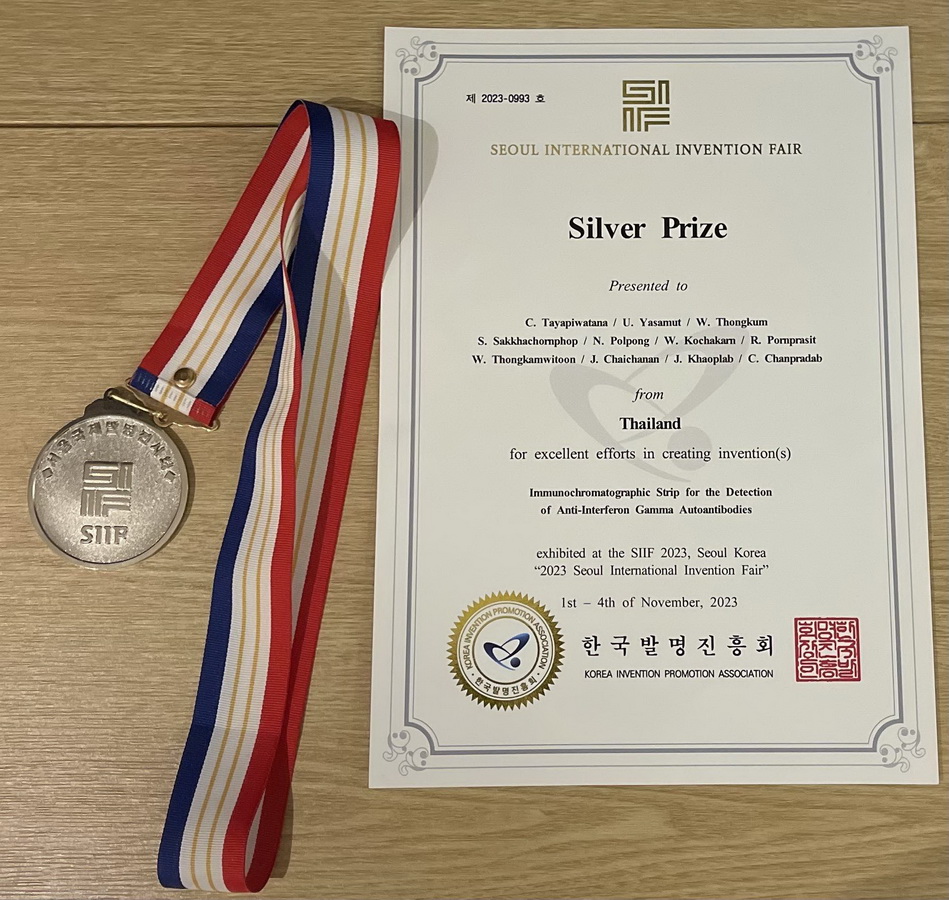 제 2023-0993 호
SIIF
SEOUL INTERNATIONAL INVENTION FAIR
Silver Prize
Presented to
C. Tayapiwatana / U. Yasamut / W. Thongkum
S. Sakkhachornphop / N. Polpong / W. Kochakarn / R. Pornprasit
W. Thongkamwitoon / J. Chaichanan / J. Khaoplab / C. Chanpradab
from
Thailand
for excellent efforts in creating invention(s)
Immunochromatographic Strip for the Detection
of Anti-Interferon Gamma Autoantibodies
exhibited at the SIIF 2023, Seoul Korea
“2023 Seoul International Invention Fair”
1st – 4th of November, 2023
KOREA INVENTION PROMOTION ASSOCIATION
한국발명진흥회
한국발명진흥회
KOREA INVENTION PROMOTION ASSOCIATION
SIIF
SIIF